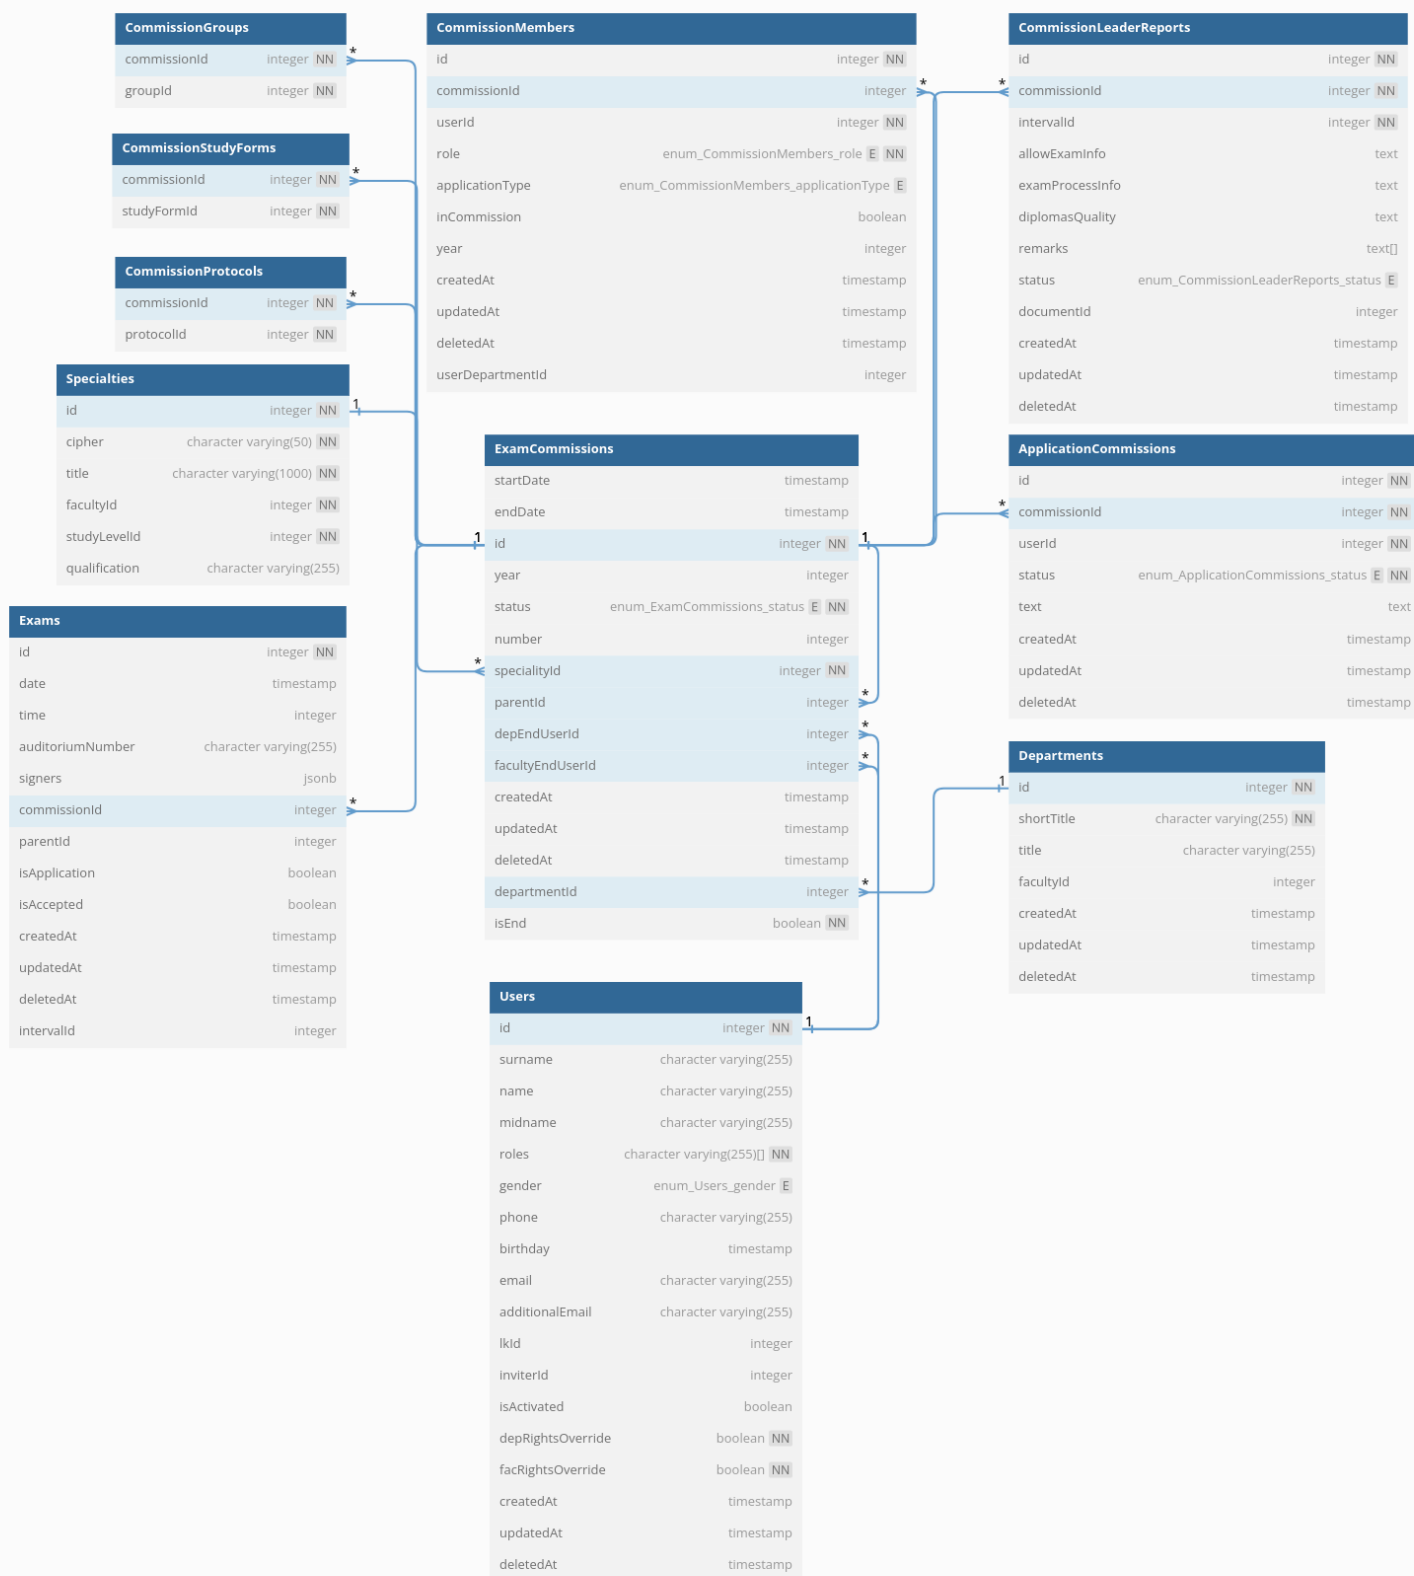 CommissionGroups
commissionId integer NN
groupId integer NN
*
CommissionStudyForms
commissionId integer NN
studyFormId integer NN
*
CommissionProtocols
commissionId integer NN
protocolId integer NN
*
Specialties
id integer NN
1
cipher character varying(50) NN
title character varying(1000) NN
facultyId integer NN
studyLevelId integer NN
qualification character varying(255)
Exams
id integer NN
date timestamp
time integer
auditoriumNumber character varying(255)
signers jsonb
commissionId integer
*
parentId integer
isApplication boolean
isAccepted boolean
createdAt timestamp
updatedAt timestamp
deletedAt timestamp
intervalId integer
CommissionMembers
id integer NN
commissionId integer
*
userId integer NN
role enum_CommissionMembers_role E NN
applicationType enum_CommissionMembers_applicationType E
inCommission boolean
year integer
createdAt timestamp
updatedAt timestamp
deletedAt timestamp
userDepartmentId integer
ExamCommissions
startDate timestamp
endDate timestamp
1 id integer NN 1
year integer
status enum_ExamCommissions_status E NN
number integer
* specialityId integer NN
parentId integer *
depEndUserId integer *
facultyEndUserId integer *
createdAt timestamp
updatedAt timestamp
deletedAt timestamp
departmentId integer *
isEnd boolean NN
Users
id integer NN 1
surname character varying(255)
name character varying(255)
midname character varying(255)
roles character varying(255)[] NN
gender enum_Users_gender E
phone character varying(255)
birthday timestamp
email character varying(255)
additionalEmail character varying(255)
lkId integer
inviterId integer
isActivated boolean
depRightsOverride boolean NN
facRightsOverride boolean NN
createdAt timestamp
updatedAt timestamp
deletedAt timestamp
CommissionLeaderReports
id integer NN
* commissionId integer NN
intervalId integer NN
allowExamInfo text
examProcessInfo text
diplomasQuality text
remarks text[]
status enum_CommissionLeaderReports_status E
documentId integer
createdAt timestamp
updatedAt timestamp
deletedAt timestamp
ApplicationCommissions
id integer NN
* commissionId integer NN
userId integer NN
status enum_ApplicationCommissions_status E NN
text text
createdAt timestamp
updatedAt timestamp
deletedAt timestamp
Departments
1 id integer NN
shortTitle character varying(255) NN
title character varying(255)
facultyId integer
createdAt timestamp
updatedAt timestamp
deletedAt timestamp